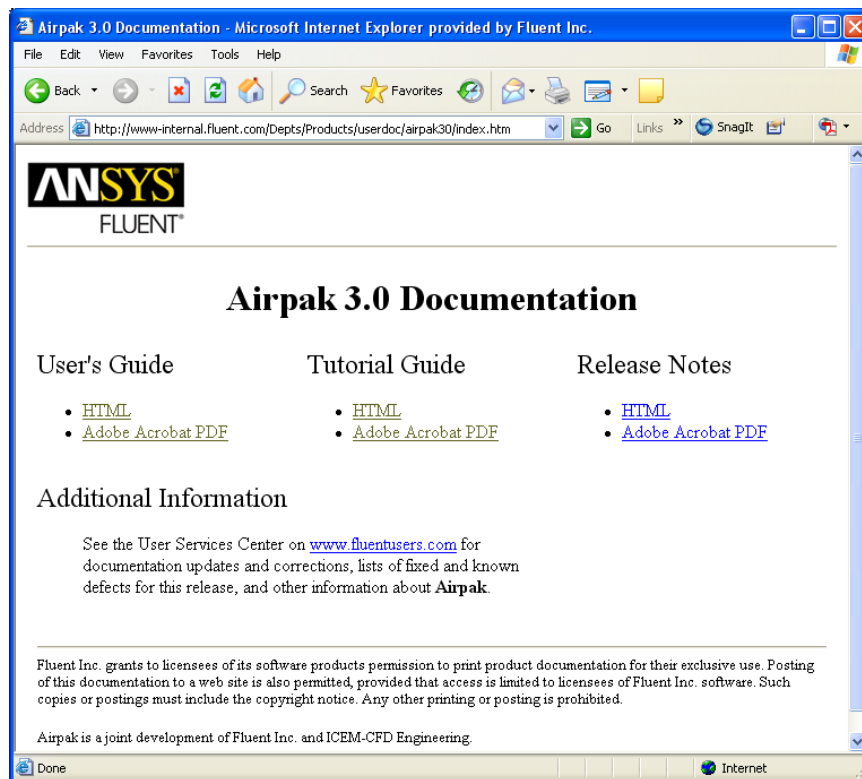 Airpak 3.0 Documentation - Microsoft Internet Explorer provided by Fluent Inc.
File Edit View Favorites Tools Help
Back Search Favorites
Address http://www-internal.fluent.com/Depts/Products/userdoc/airpak30/index.htm Go Links » SnagIt
ANSYS®
FLUENT®
Airpak 3.0 Documentation
User's Guide Tutorial Guide Release Notes
• HTML • HTML • HTML
• Adobe Acrobat PDF • Adobe Acrobat PDF • Adobe Acrobat PDF
Additional Information
See the User Services Center on www.fluentusers.com for
documentation updates and corrections, lists of fixed and known
defects for this release, and other information about Airpak.
Fluent Inc. grants to licensees of its software products permission to print product documentation for their exclusive use. Posting
of this documentation to a web site is also permitted, provided that access is limited to licensees of Fluent Inc. software. Such
copies or postings must include the copyright notice. Any other printing or posting is prohibited.
Airpak is a joint development of Fluent Inc. and ICEM-CFD Engineering.
Done Internet